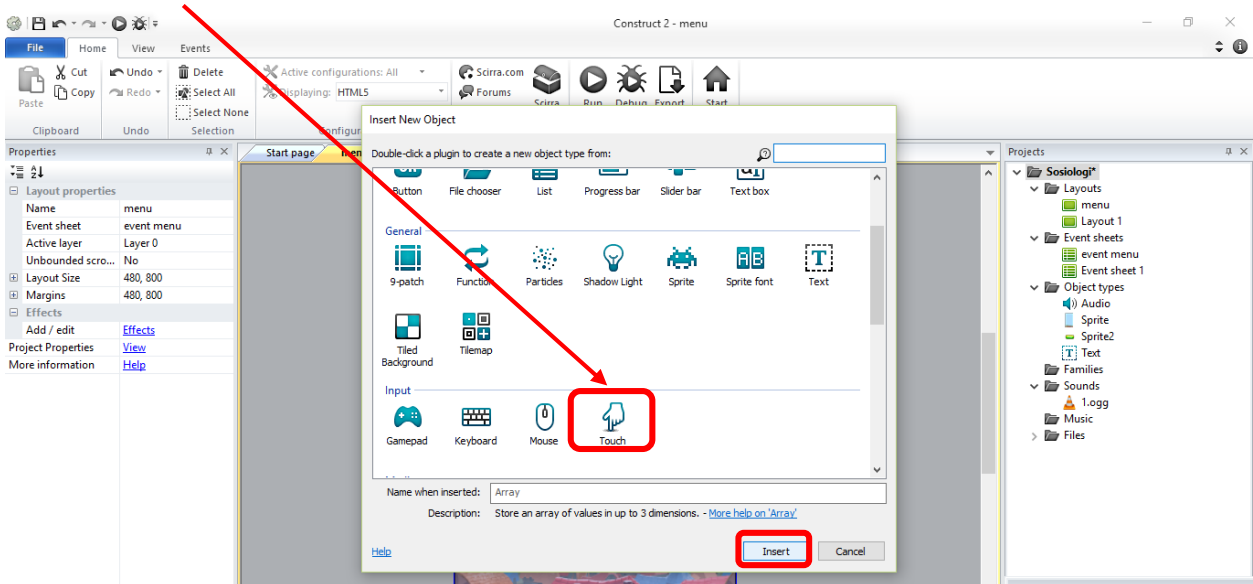 Construct 2 - menu
File Home View Events
Paste
Cut
Copy
Clipboard
Undo
Redo
Undo
Delete
Select All
Select None
Selection
Active configurations: All
Displaying: HTML5
Configur
Scirra.com
Forums
Scirra
Run Debug Export Start
Properties
Layout properties
Name menu
Event sheet event menu
Active layer Layer 0
Unbounded scro... No
Layout Size 480, 800
Margins 480, 800
Effects
Add / edit Effects
Project Properties View
More information Help
Start page men
Insert New Object
Double-click a plugin to create a new object type from:
Button File chooser List Progress bar Slider bar Text box
General
9-patch Function Particles Shadow Light Sprite Sprite font Text
Tiled Background Tilemap
Input
Gamepad Keyboard Mouse Touch
Name when inserted: Array
Description: Store an array of values in up to 3 dimensions. - More help on 'Array'
Help Insert Cancel
Projects
Sosiologi*
Layouts
menu
Layout 1
Event sheets
event menu
Event sheet 1
Object types
Audio
Sprite
Sprite2
Text
Families
Sounds
1.ogg
Music
Files